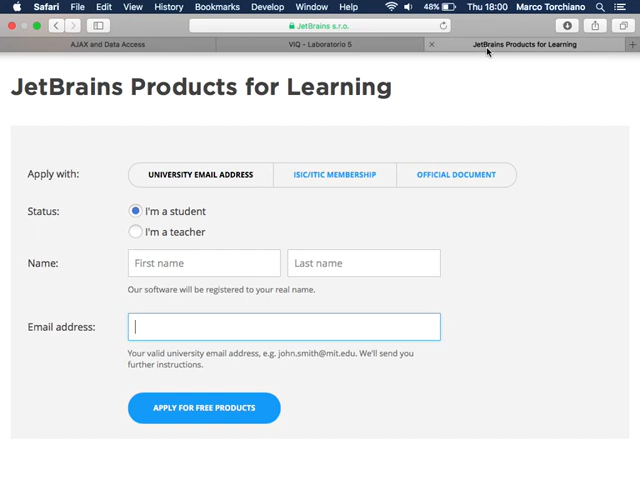 Safari File Edit View History Bookmarks Develop Window Help 48% Thu 18:00 Marco Torchiano
JetBrains s.r.o.
AJAX and Data Access VIQ - Laboratorio 5 JetBrains Products for Learning
JetBrains Products for Learning
Apply with: UNIVERSITY EMAIL ADDRESS ISIC/ITIC MEMBERSHIP OFFICIAL DOCUMENT
Status: I'm a student
I'm a teacher
Name: First name Last name
Our software will be registered to your real name.
Email address:
Your valid university email address, e.g. john.smith@mit.edu. We'll send you
further instructions.
APPLY FOR FREE PRODUCTS